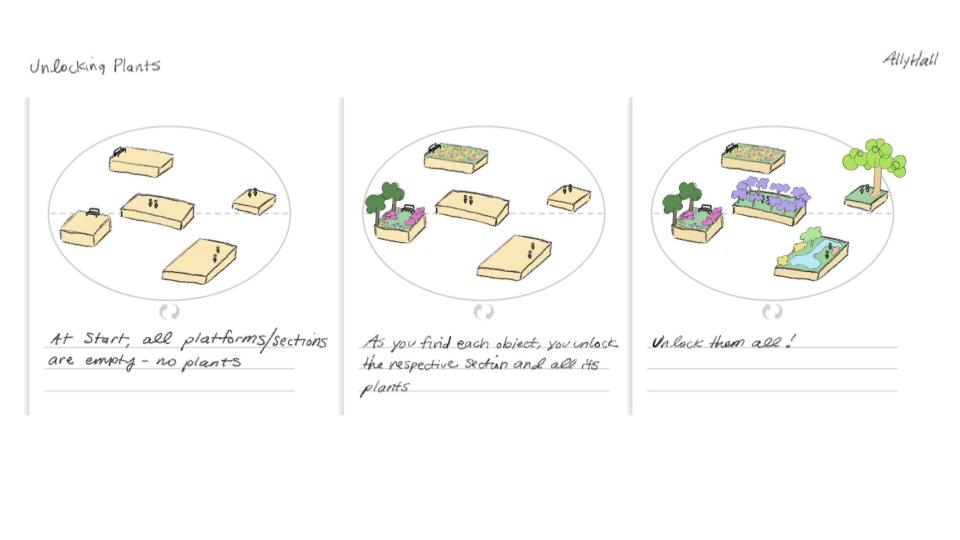 Unlocking Plants
AllyHall
At Start, all platforms/sections
are empty - no plants
As you find each object, you unlock
the respective section and all its
plants
Unlock them all!